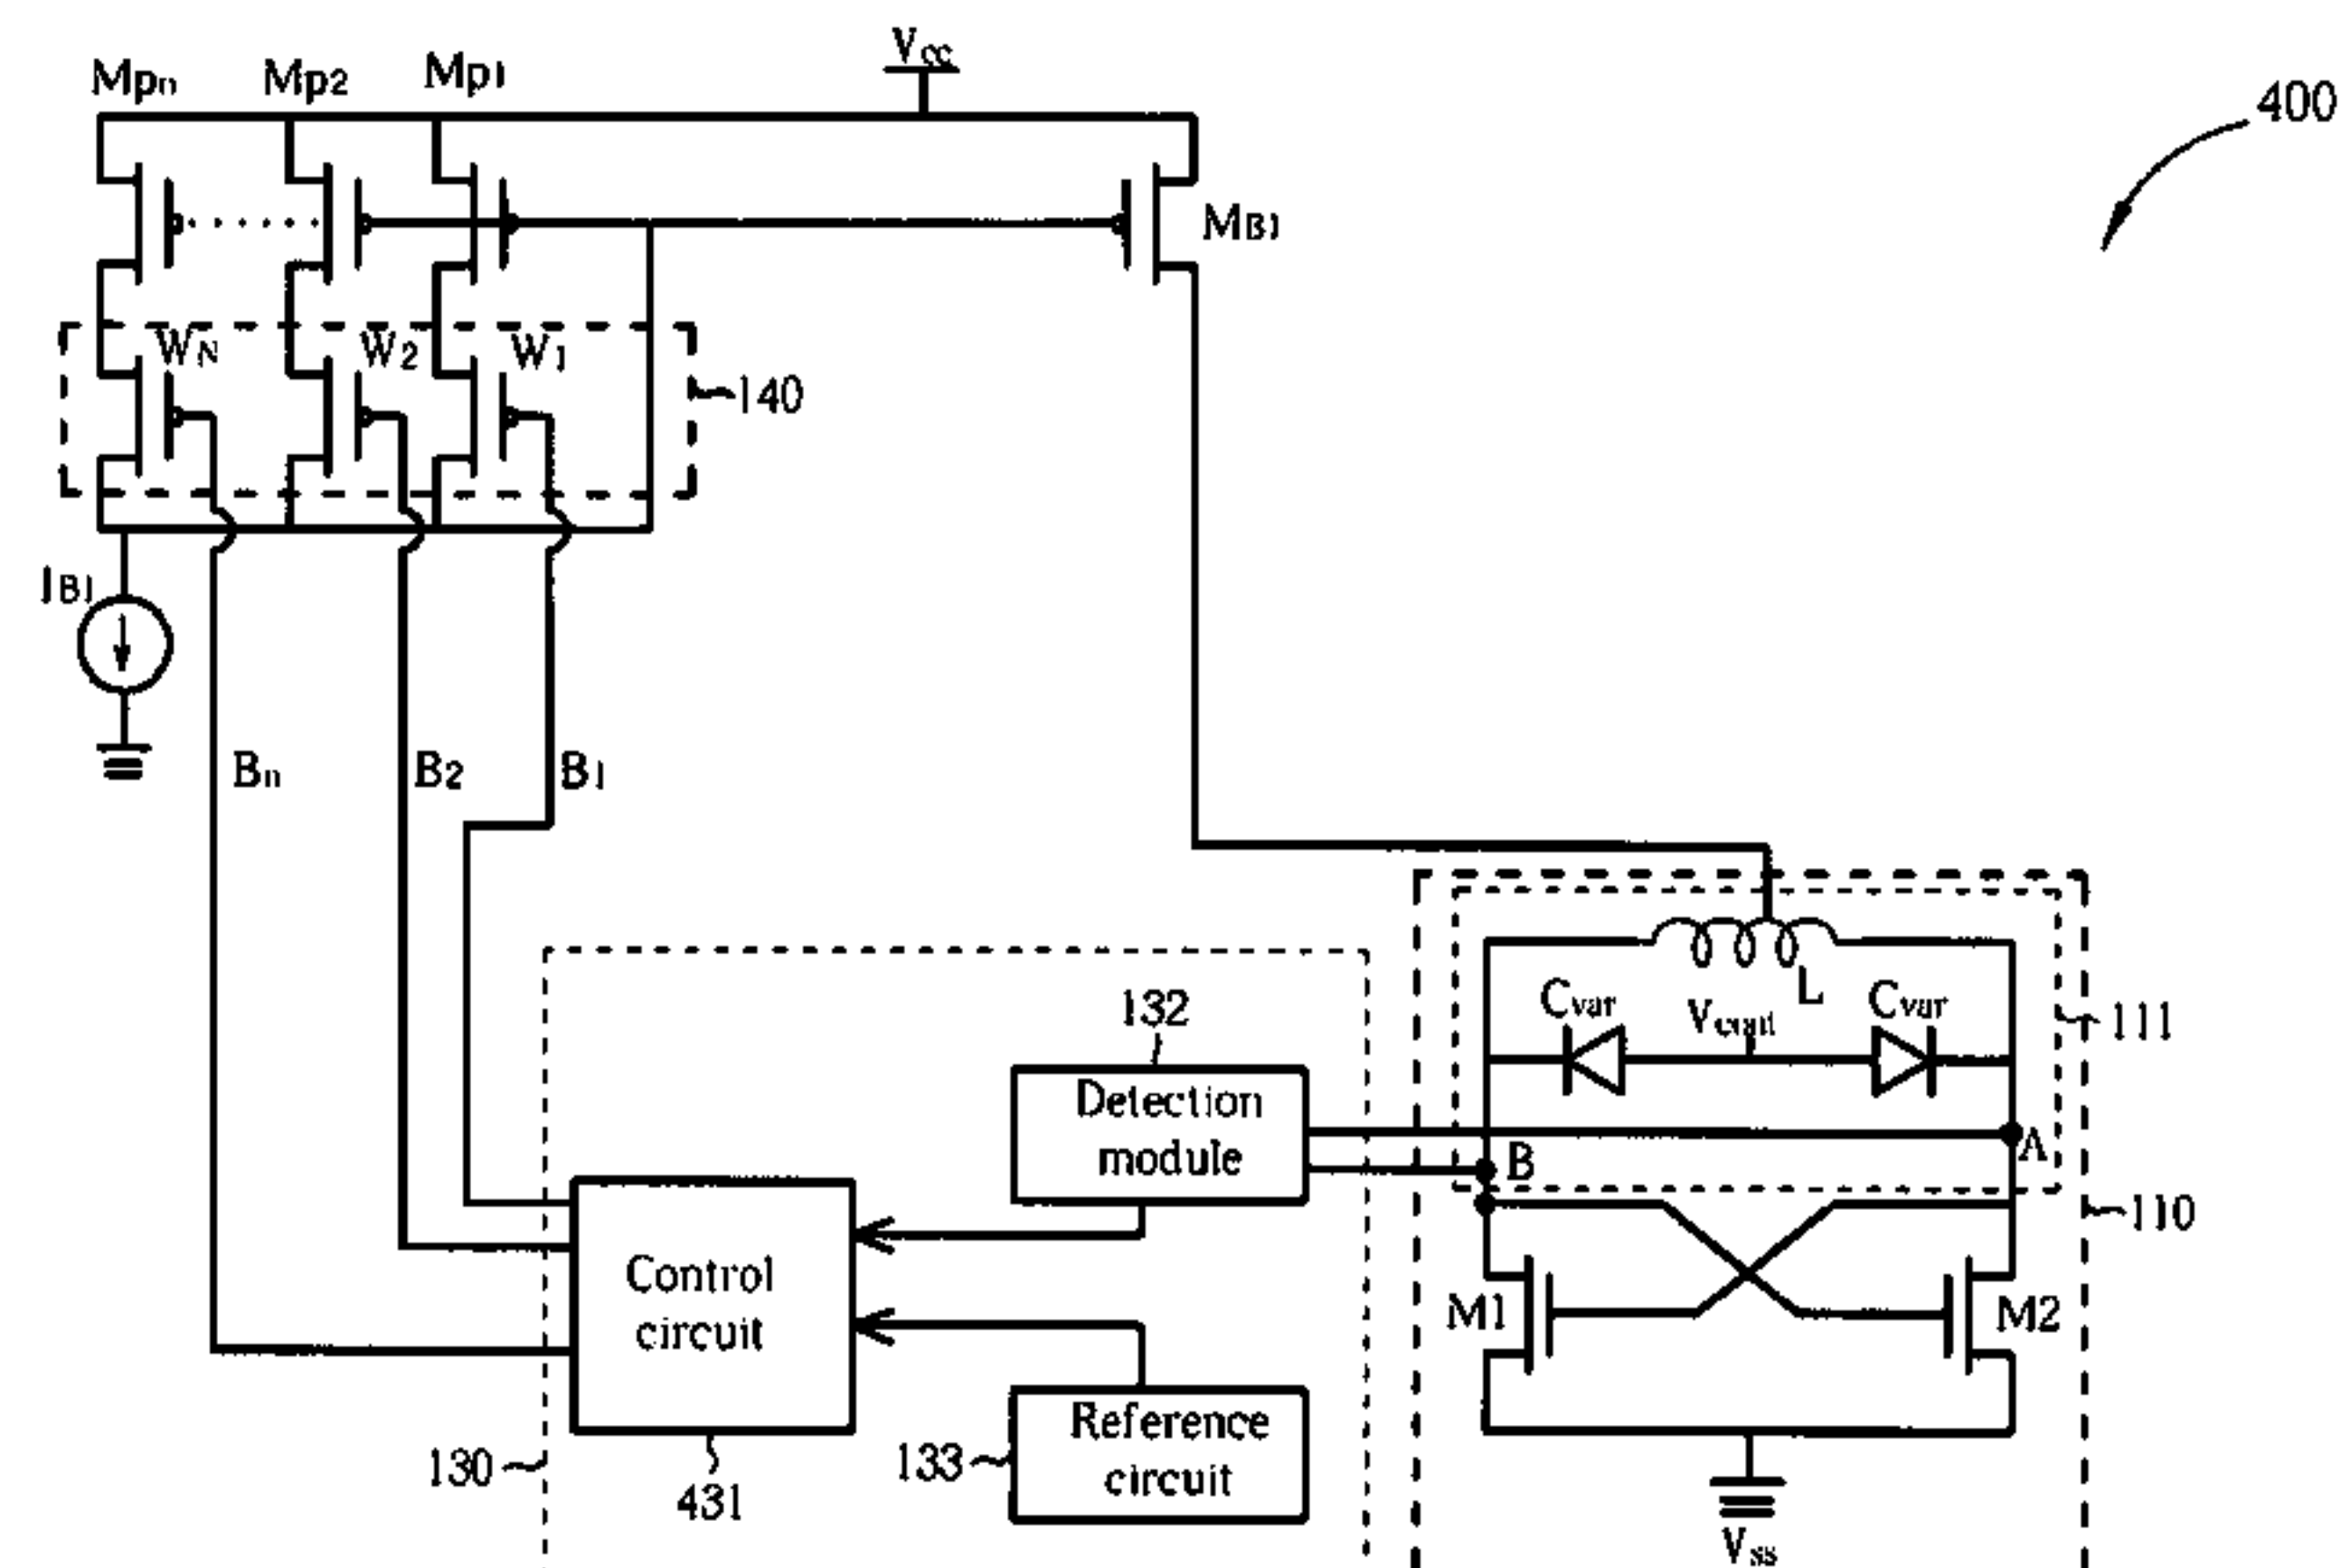 Mpn Mp2 Mp1 Vcc
400
MB1
WN W2 W1
140
IB1
Bn B2 B1
132
Cvar Vcont L Cvar
111
Detection
module
B A
110
Control
circuit
M1 M2
Reference
circuit
130 133
431
Vss